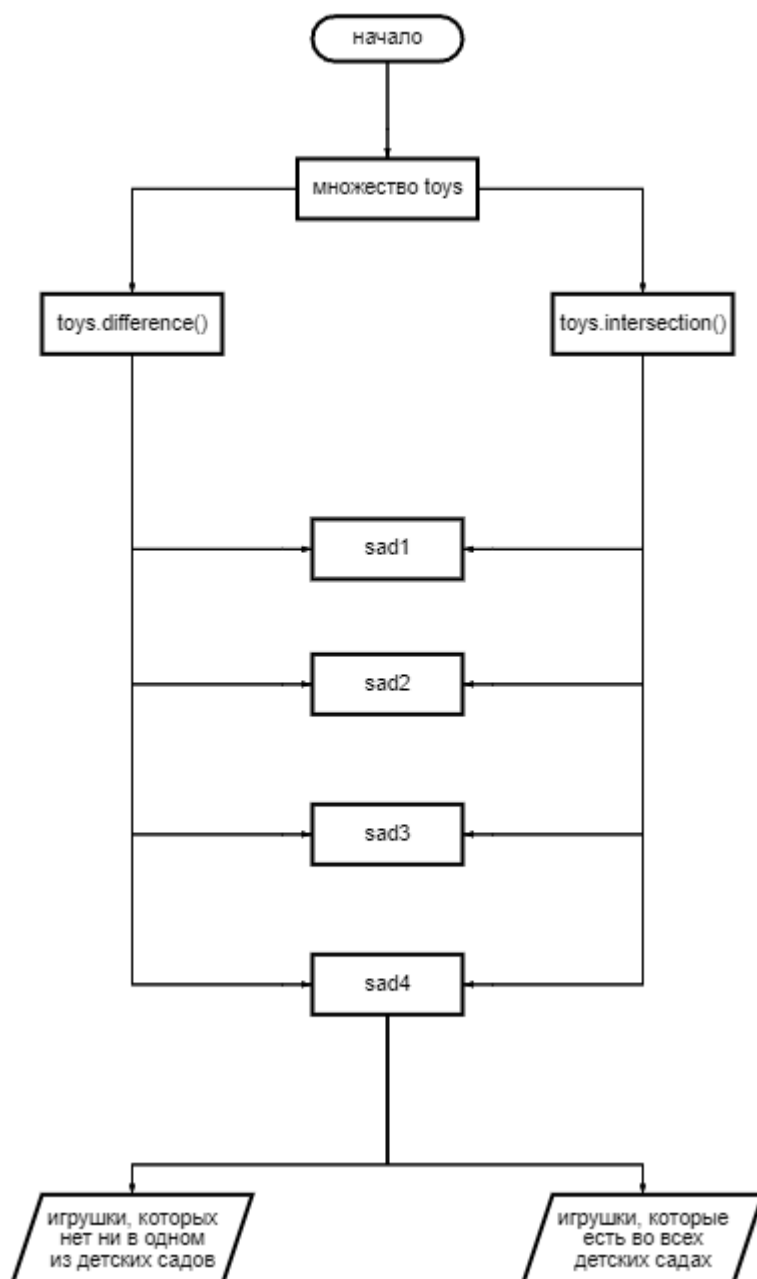 начало
множество toys
toys.difference()
toys.intersection()
sad1
sad2
sad3
sad4
игрушки, которых
нет ни в одном
из детских садов
игрушки, которые
есть во всех
детских садах